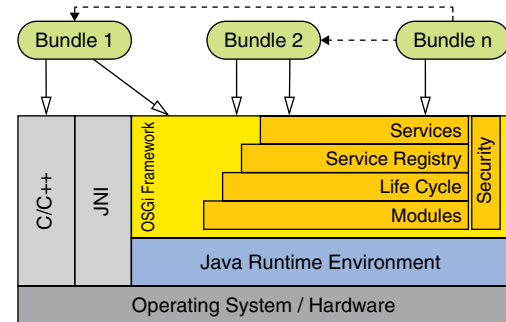 Bundle 1
Bundle 2
Bundle n
C/C++
JNI
OSGi Framework
Services
Service Registry
Life Cycle
Modules
Security
Java Runtime Environment
Operating System / Hardware